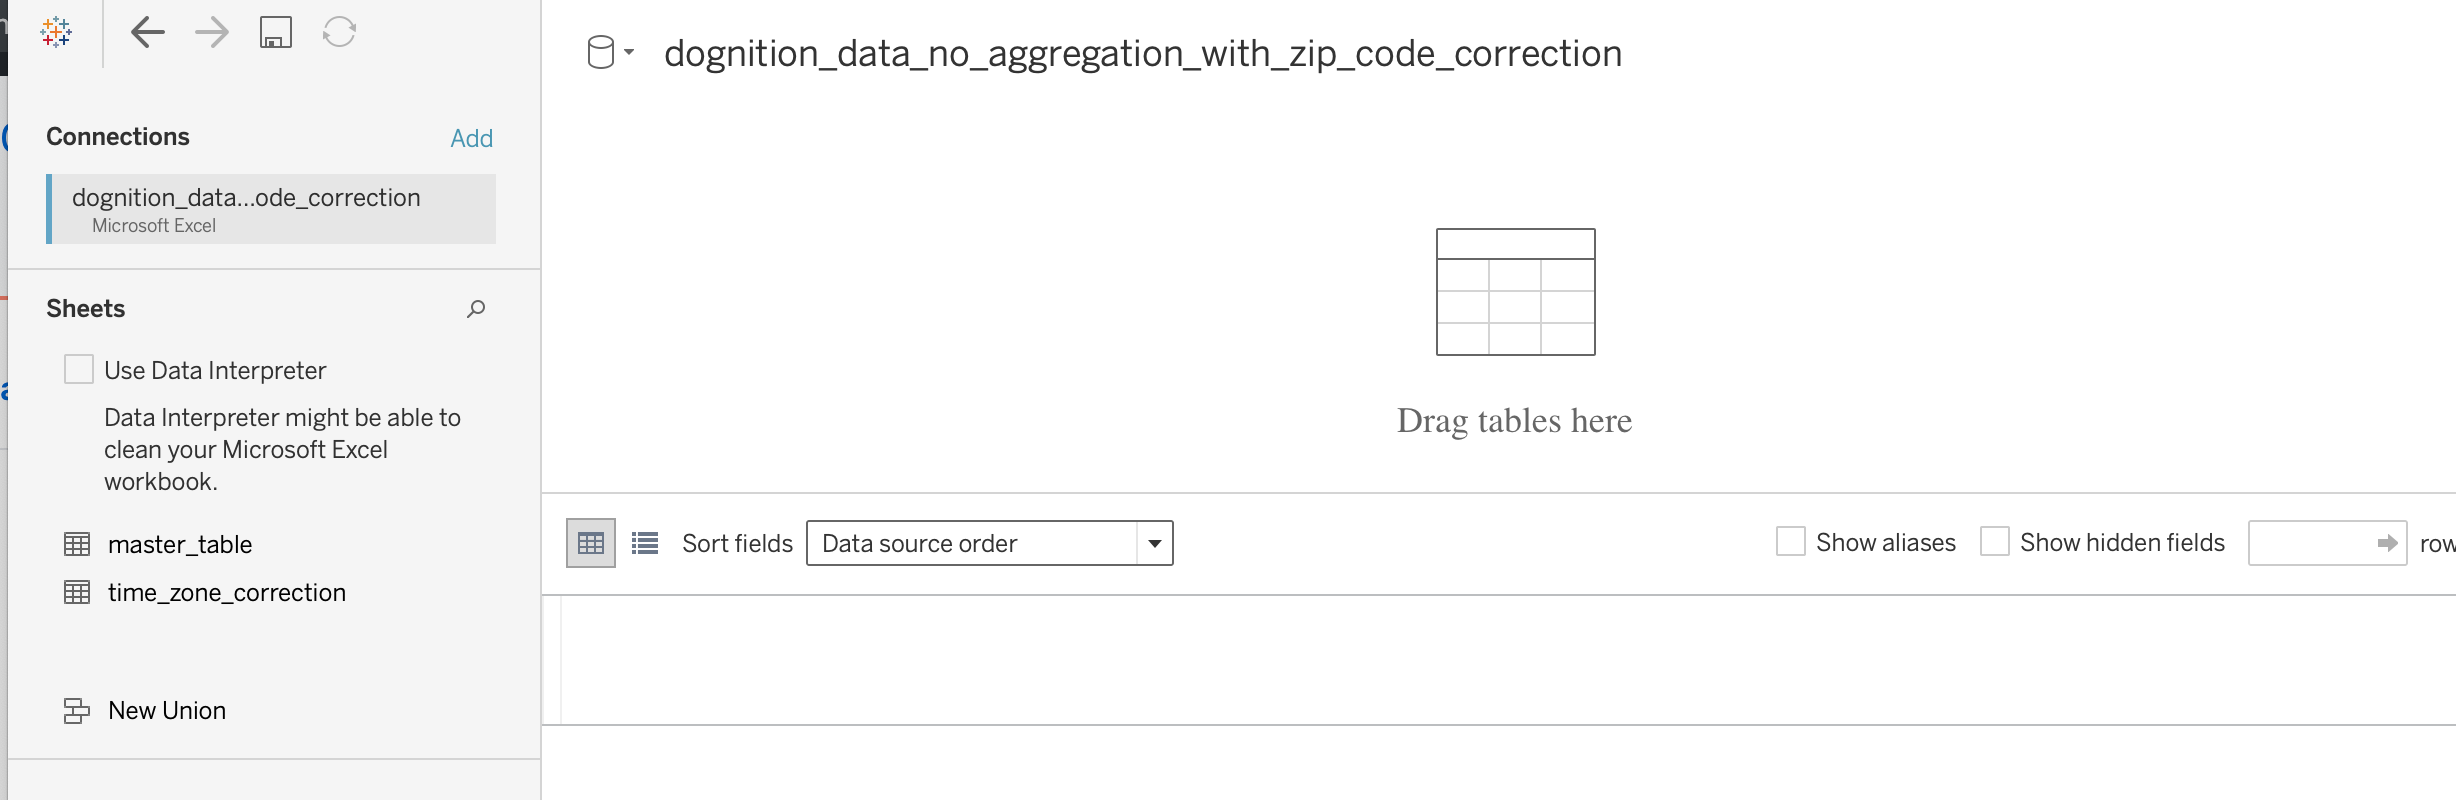 dognition_data_no_aggregation_with_zip_code_correction
Connections
Add
dognition_data...ode_correction
Microsoft Excel
Sheets
Use Data Interpreter
Data Interpreter might be able to
clean your Microsoft Excel
workbook.
master_table
time_zone_correction
New Union
Drag tables here
Sort fields
Data source order
Show aliases
Show hidden fields
row